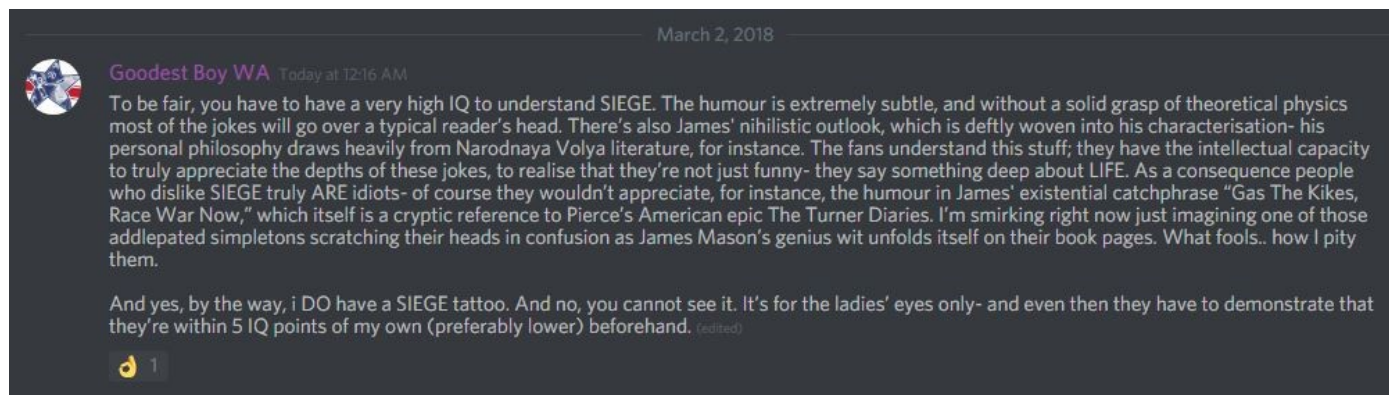 March 2, 2018
Goodest Boy WA Today at 12:16 AM
To be fair, you have to have a very high IQ to understand SIEGE. The humour is extremely subtle, and without a solid grasp of theoretical physics
most of the jokes will go over a typical reader's head. There's also James' nihilistic outlook, which is deftly woven into his characterisation- his
personal philosophy draws heavily from Narodnaya Volya literature, for instance. The fans understand this stuff; they have the intellectual capacity
to truly appreciate the depths of these jokes, to realise that they're not just funny- they say something deep about LIFE. As a consequence people
who dislike SIEGE truly ARE idiots- of course they wouldn't appreciate, for instance, the humour in James' existential catchphrase "Gas The Kikes,
Race War Now," which itself is a cryptic reference to Pierce's American epic The Turner Diaries. I'm smirking right now just imagining one of those
addlepated simpletons scratching their heads in confusion as James Mason's genius wit unfolds itself on their book pages. What fools.. how I pity
them.
And yes, by the way, i DO have a SIEGE tattoo. And no, you cannot see it. It's for the ladies' eyes only- and even then they have to demonstrate that
they're within 5 IQ points of my own (preferably lower) beforehand. (edited)
👌 1